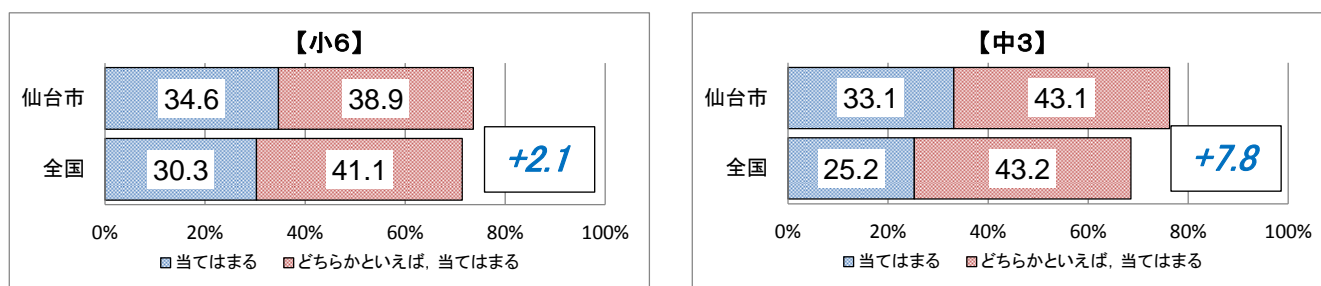 【小6】
仙台市 34.6 38.9
全国 30.3 41.1 +2.1
0% 20% 40% 60% 80% 100%
当てはまる どちらかといえば，当てはまる
【中3】
仙台市 33.1 43.1
全国 25.2 43.2 +7.8
0% 20% 40% 60% 80% 100%
当てはまる どちらかといえば，当てはまる